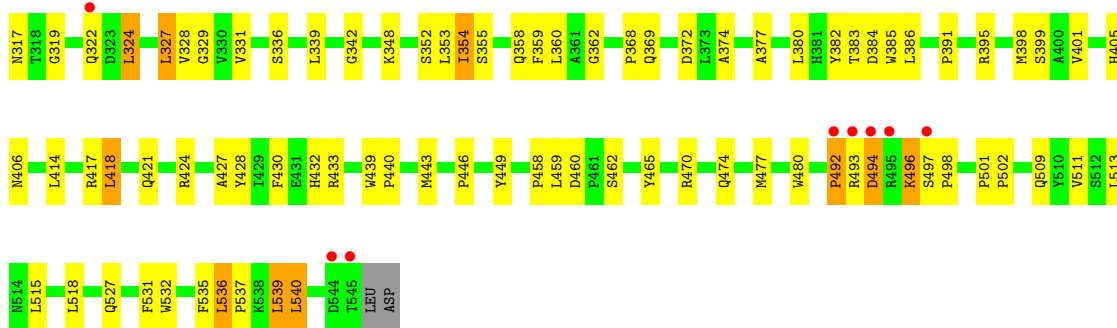 N317 T318 G319 Q322 D323 L324 L327 V328 G329 V330 V331 S336 L339 G342 K348 S352 L353 I354 S355 Q358 F359 L360 A361 G362 P368 Q369 D372 L373 A374 A377 L380 H381 Y382 T383 D384 W385 L386 P391 R395 M398 S399 A400 V401 H405
N406 L414 R417 L418 Q421 R424 A427 Y428 I429 F430 E431 H432 R433 W439 P440 M443 P446 Y449 P458 L459 D460 P461 S462 Y465 R470 Q474 M477 W480 P492 R493 D494 R495 K496 S497 P498 P501 P502 Q509 Y510 V511 S512 L513
N514 L515 L518 Q527 F531 W532 F535 L536 P537 K538 L539 L540 D544 T545 LEU ASP